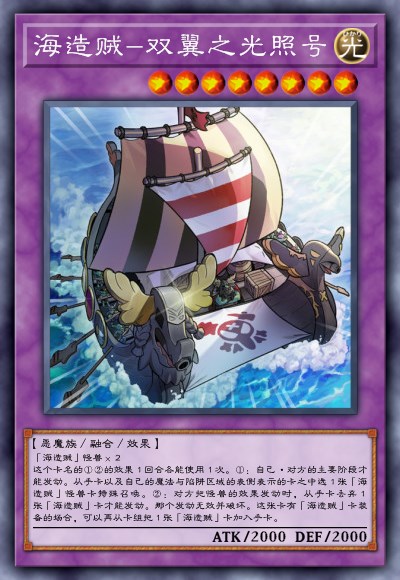 海造贼-双翼之光照号
光
ひかり
【恶魔族/融合/效果】
「海造贼」怪兽×2
这个卡名的①②的效果1回合各能使用1次。①：自己·对方的主要阶段才
能发动。从手卡以及自己的魔法与陷阱区域的表侧表示的卡之中选1张「海
造贼」怪兽卡特殊召唤。②：对方把怪兽的效果发动时，从手卡丢弃1
张「海造贼」卡才能发动。那个发动无效并破坏。这张卡有「海造贼」卡装
备的场合，可以再从卡组把1张「海造贼」卡加入手卡。
ATK/2000 DEF/2000